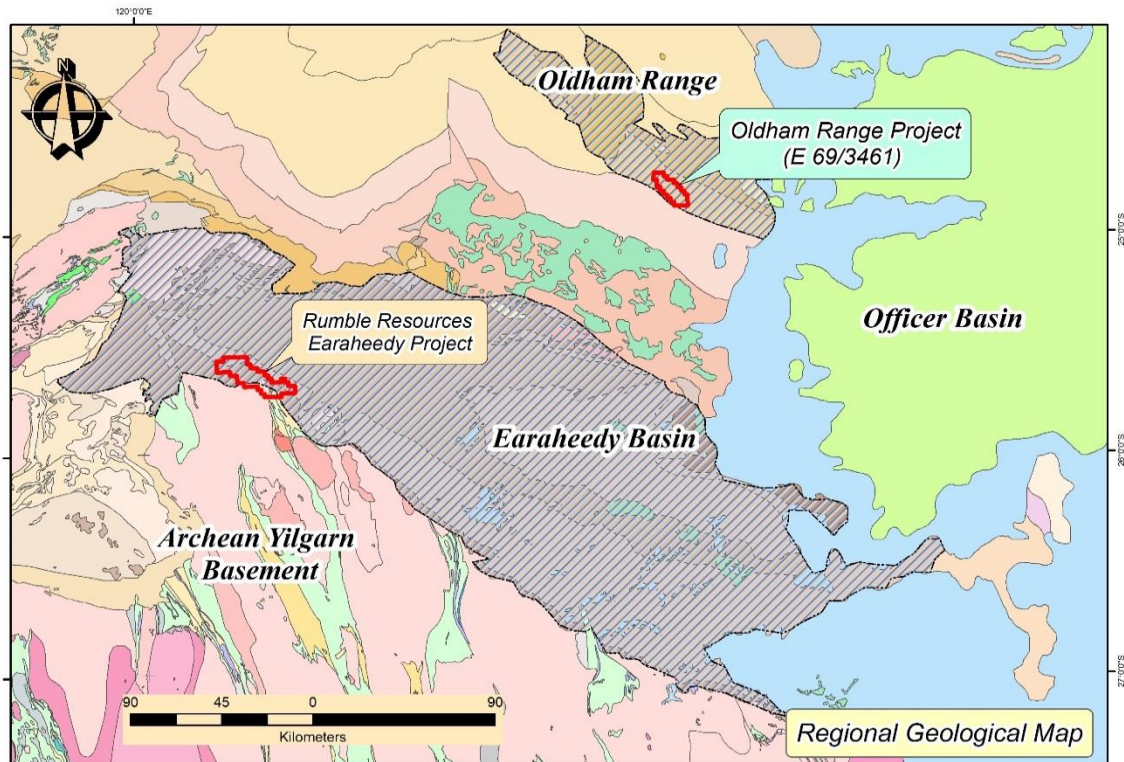 120°0'0"E
N
Oldham Range
Oldham Range Project
(E 69/3461)
25°0'0"S
Rumble Resources
Earaheedy Project
Officer Basin
Earaheedy Basin
26°0'0"S
Archean Yilgarn
Basement
27°0'0"S
90 45 0 90
Kilometers
Regional Geological Map